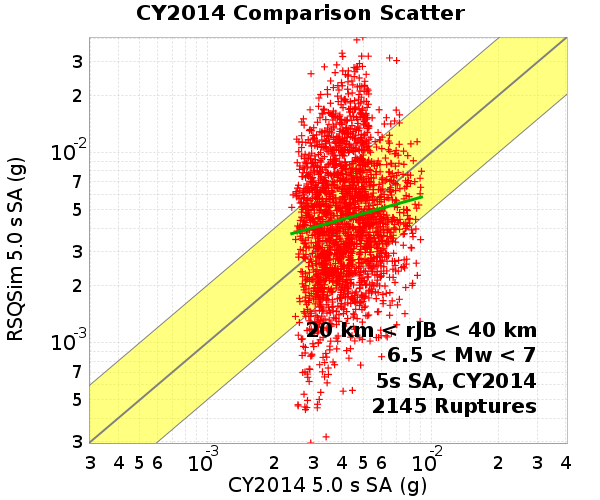 CY2014 Comparison Scatter
RSQSim 5.0 s SA (g)
3
2
10-2
7
5
3
2
10-3
7
5
3
20 km < rJB < 40 km
6.5 < Mw < 7
5s SA, CY2014
2145 Ruptures
3 4 5 6 10-3 2 3 4 5 6 10-2 2 3 4
CY2014 5.0 s SA (g)